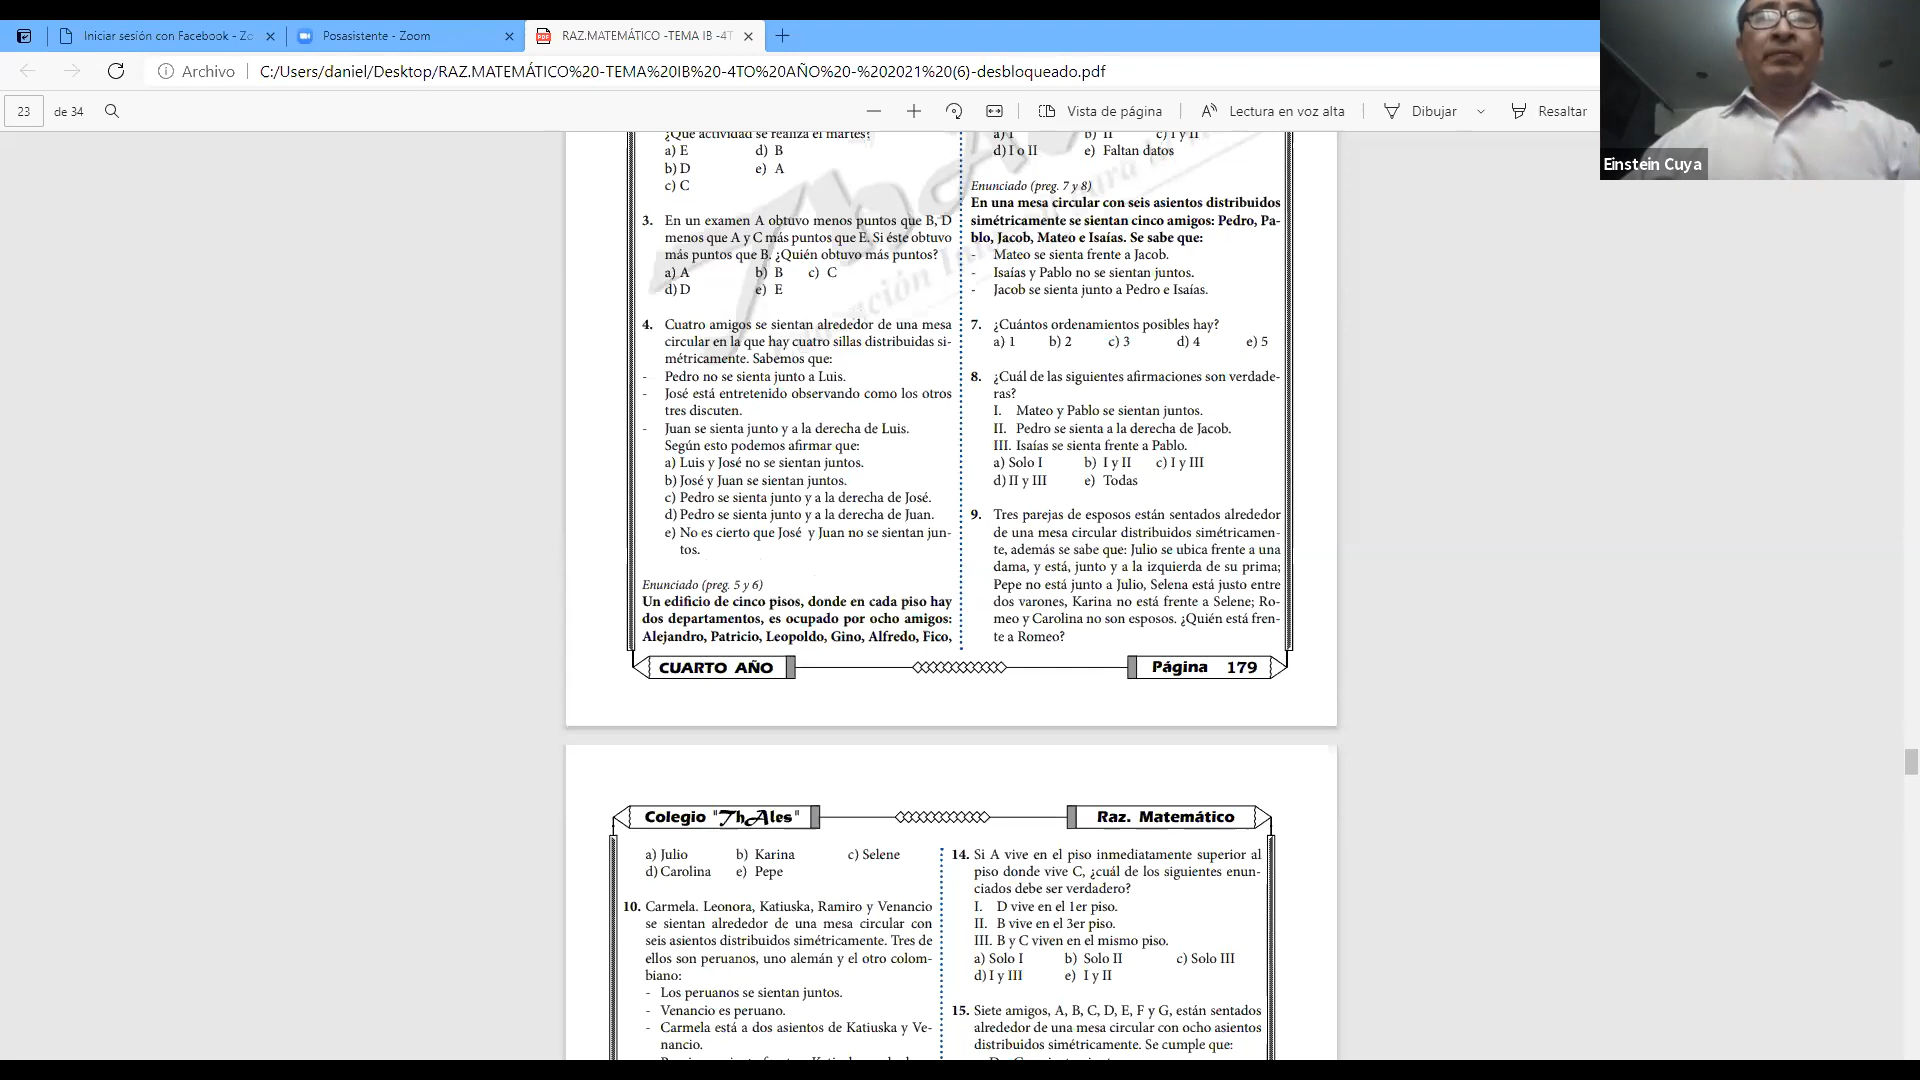 Iniciar sesión con Facebook - Zo
Posasistente - Zoom
RAZ.MATEMÁTICO -TEMA IB -4T
Archivo
C:/Users/daniel/Desktop/RAZ.MATEMÁTICO%20-TEMA%20IB%20-4TO%20AÑO%20-%202021%20(6)-desbloqueado.pdf
23 de 34
Vista de página
Lectura en voz alta
Dibujar
Resaltar
Einstein Cuya
¿Qué actividad se realiza el martes?
a) E d) B
b) D e) A
c) C
3. En un examen A obtuvo menos puntos que B, D
menos que A y C más puntos que E. Si éste obtuvo
más puntos que B. ¿Quién obtuvo más puntos?
a) A b) B c) C
d) D e) E
4. Cuatro amigos se sientan alrededor de una mesa
circular en la que hay cuatro sillas distribuidas si-
métricamente. Sabemos que:
- Pedro no se sienta junto a Luis.
- José está entretenido observando como los otros
tres discuten.
- Juan se sienta junto y a la derecha de Luis.
Según esto podemos afirmar que:
a) Luis y José no se sientan juntos.
b) José y Juan se sientan juntos.
c) Pedro se sienta junto y a la derecha de José.
d) Pedro se sienta junto y a la derecha de Juan.
e) No es cierto que José y Juan no se sientan jun-
tos.
Enunciado (preg. 5 y 6)
Un edificio de cinco pisos, donde en cada piso hay
dos departamentos, es ocupado por ocho amigos:
Alejandro, Patricio, Leopoldo, Gino, Alfredo, Fico,
a) I b) II c) I y II
d) I o II e) Faltan datos
Enunciado (preg. 7 y 8)
En una mesa circular con seis asientos distribuidos
simétricamente se sientan cinco amigos: Pedro, Pa-
blo, Jacob, Mateo e Isaías. Se sabe que:
- Mateo se sienta frente a Jacob.
- Isaías y Pablo no se sientan juntos.
- Jacob se sienta junto a Pedro e Isaías.
7. ¿Cuántos ordenamientos posibles hay?
a) 1 b) 2 c) 3 d) 4 e) 5
8. ¿Cuál de las siguientes afirmaciones son verdade-
ras?
I. Mateo y Pablo se sientan juntos.
II. Pedro se sienta a la derecha de Jacob.
III. Isaías se sienta frente a Pablo.
a) Solo I b) I y II c) I y III
d) II y III e) Todas
9. Tres parejas de esposos están sentados alrededor
de una mesa circular distribuidos simétricamen-
te, además se sabe que: Julio se ubica frente a una
dama, y está, junto y a la izquierda de su prima;
Pepe no está junto a Julio, Selena está justo entre
dos varones, Karina no está frente a Selene; Ro-
meo y Carolina no son esposos. ¿Quién está fren-
te a Romeo?
CUARTO AÑO
Página 179
Colegio "ThAles"
Raz. Matemático
a) Julio b) Karina c) Selene
d) Carolina e) Pepe
10. Carmela. Leonora, Katiuska, Ramiro y Venancio
se sientan alrededor de una mesa circular con
seis asientos distribuidos simétricamente. Tres de
ellos son peruanos, uno alemán y el otro colom-
biano:
- Los peruanos se sientan juntos.
- Venancio es peruano.
- Carmela está a dos asientos de Katiuska y Ve-
nancio.
14. Si A vive en el piso inmediatamente superior al
piso donde vive C, ¿cuál de los siguientes enun-
ciados debe ser verdadero?
I. D vive en el 1er piso.
II. B vive en el 3er piso.
III. B y C viven en el mismo piso.
a) Solo I b) Solo II c) Solo III
d) I y III e) I y II
15. Siete amigos, A, B, C, D, E, F y G, están sentados
alrededor de una mesa circular con ocho asientos
distribuidos simétricamente. Se cumple que: